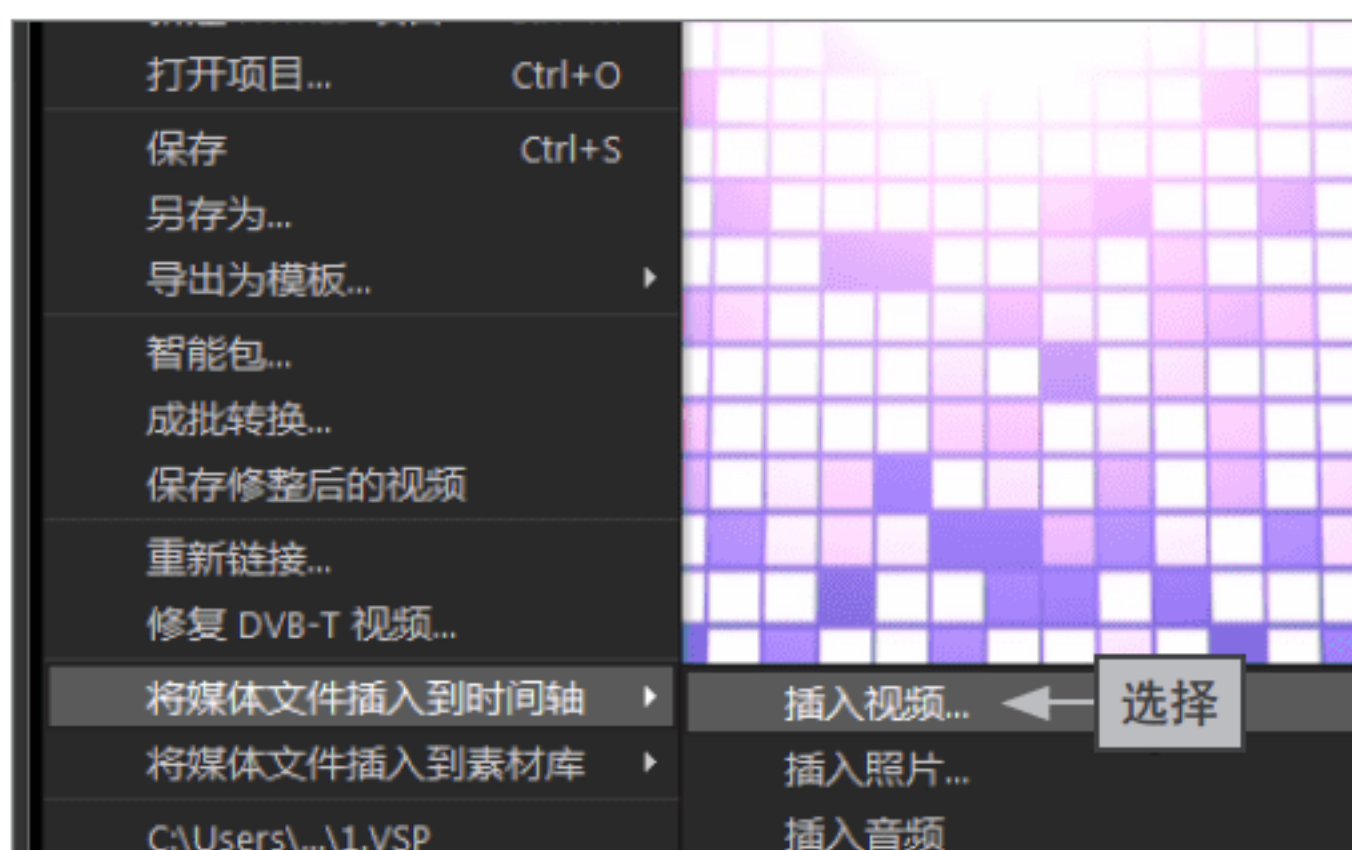 打开项目... Ctrl+O
保存 Ctrl+S
另存为...
导出为模板...
智能包...
成批转换...
保存修整后的视频
重新链接...
修复 DVB-T 视频...
将媒体文件插入到时间轴
插入视频...
选择
将媒体文件插入到素材库
插入照片...
C:\Users\...\1.VSP
插入音频